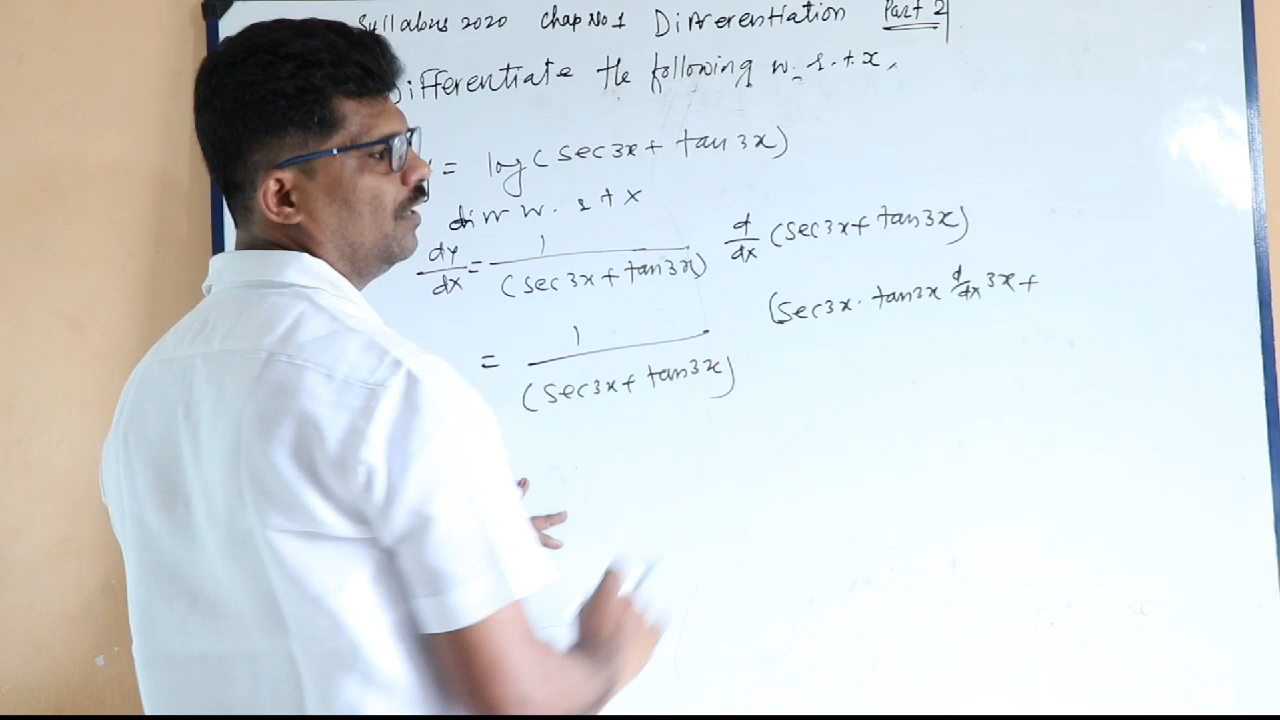 Syllabus 2020 Chap No 1 Differentiation Part 2
Differentiate the following w.r.t x,
= log(sec3x + tan3x)
diff w.r.t x
dy/dx = 1/(sec3x + tan3x) d/dx (sec3x + tan3x)
= 1/(sec3x + tan3x) (sec3x · tan3x d/dx 3x +